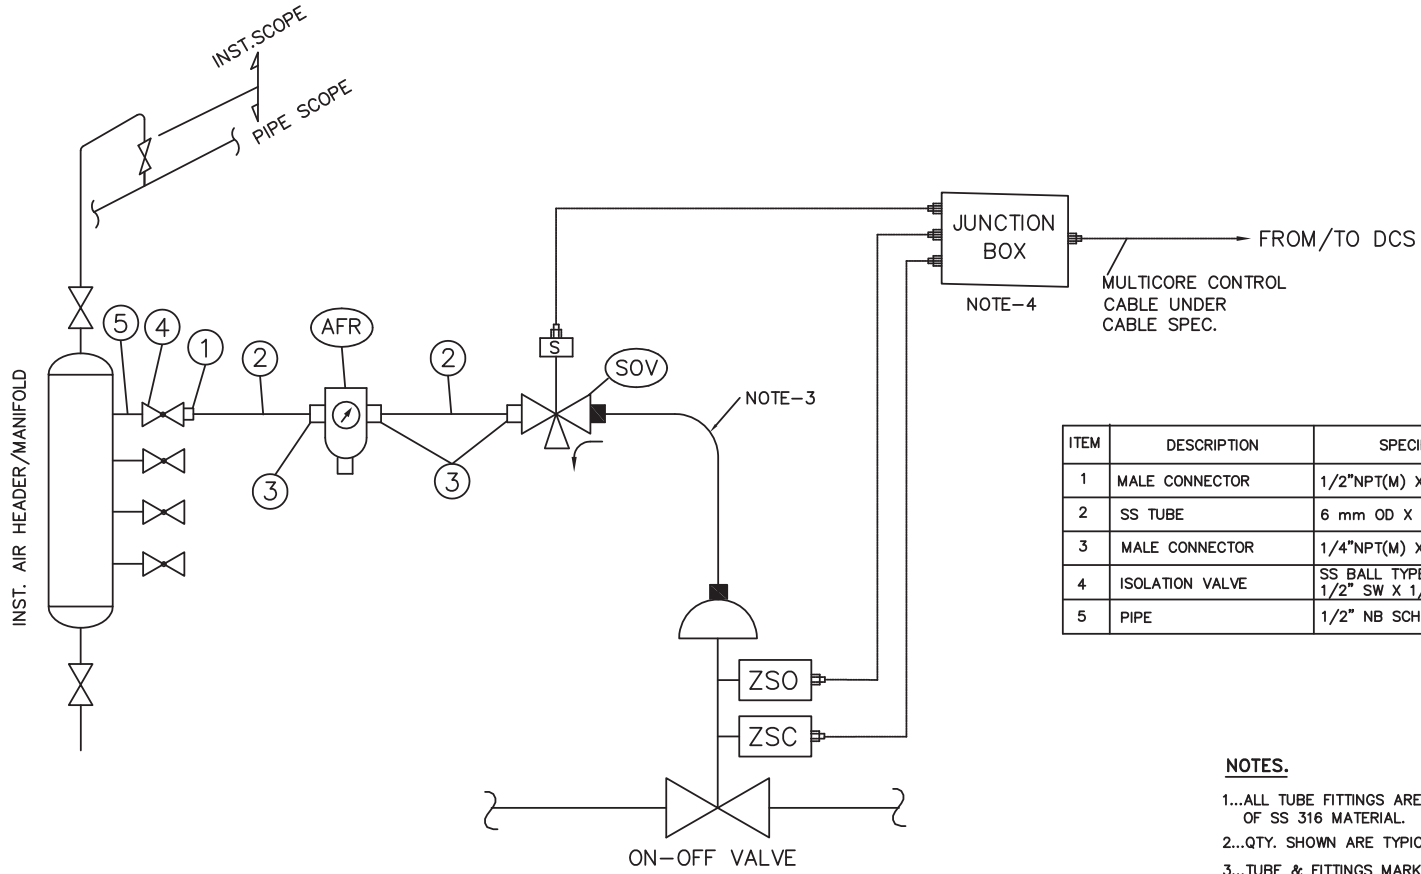 INST.SCOPE
PIPE SCOPE
JUNCTION
BOX
FROM/TO DCS
NOTE-4
MULTICORE CONTROL
CABLE UNDER
CABLE SPEC.
5
4
1
2
AFR
2
S
SOV
NOTE-3
3
3
INST. AIR HEADER/MANIFOLD
ITEM DESCRIPTION
1 MALE CONNECTOR 1/2"NPT(M) X
2 SS TUBE 6 mm OD X
3 MALE CONNECTOR 1/4"NPT(M) X
4 ISOLATION VALVE SS BALL TYPE
1/2" SW X
5 PIPE 1/2" NB SCH
ZSO
ZSC
ON-OFF VALVE
NOTES.
1...ALL TUBE FITTINGS ARE
OF SS 316 MATERIAL.
2...QTY. SHOWN ARE
3...TUBE & FITTINGS